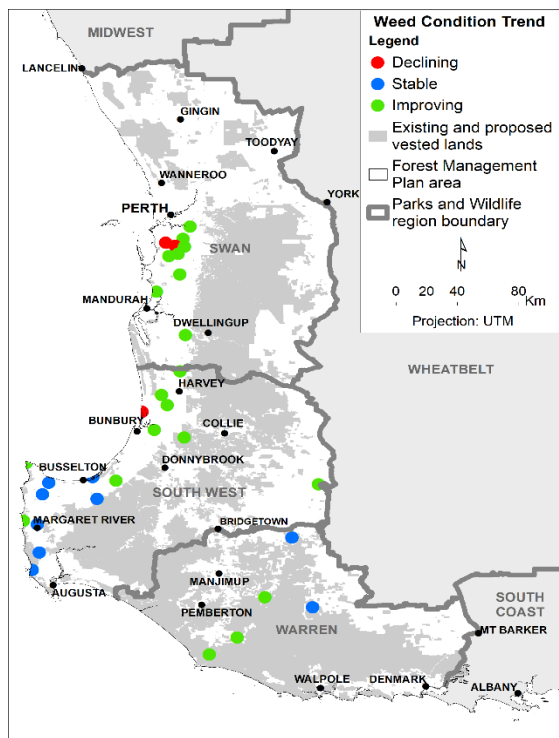 MIDWEST
LANCELIN
GINGIN
TOODYAY
WANNEROO
YORK
PERTH
SWAN
MANDURAH
DWELLINGUP
WHEATBELT
HARVEY
BUNBURY
COLLIE
DONNYBROOK
BUSSELTON
SOUTH WEST
MARGARET RIVER
BRIDGETOWN
AUGUSTA
MANJIMUP
PEMBERTON
SOUTH
COAST
WARREN
MT BARKER
WALPOLE
DENMARK
ALBANY
Weed Condition Trend
Legend
Declining
Stable
Improving
Existing and proposed
vested lands
Forest Management
Plan area
Parks and Wildlife
region boundary
N
Km
0 20 40 80
Projection: UTM